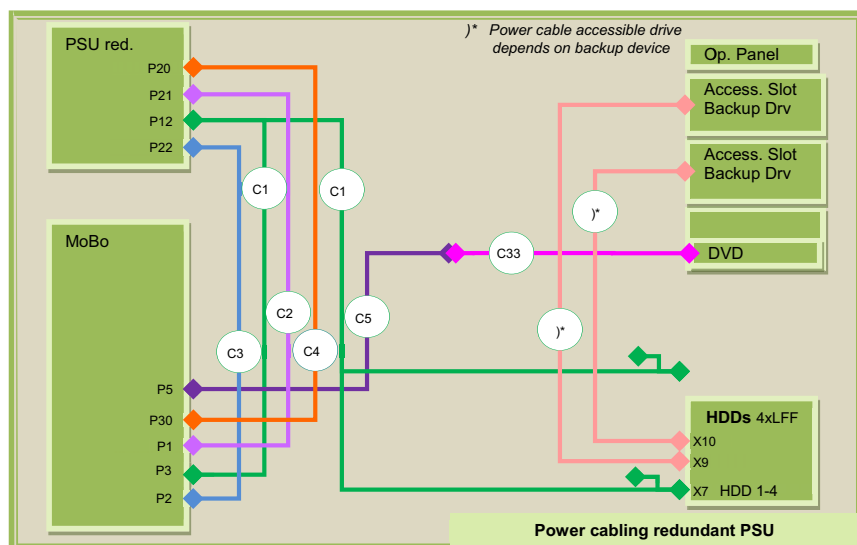 PSU red.
P20
P21
P12
P22
)* Power cable accessible drive
depends on backup device
Op. Panel
Access. Slot
Backup Drv
Access. Slot
Backup Drv
DVD
C1
C1
)*
C33
MoBo
C2
C5
C3
C4
)*
P5
P30
P1
P3
P2
HDDs 4xLFF
X10
X9
X7 HDD 1-4
Power cabling redundant PSU